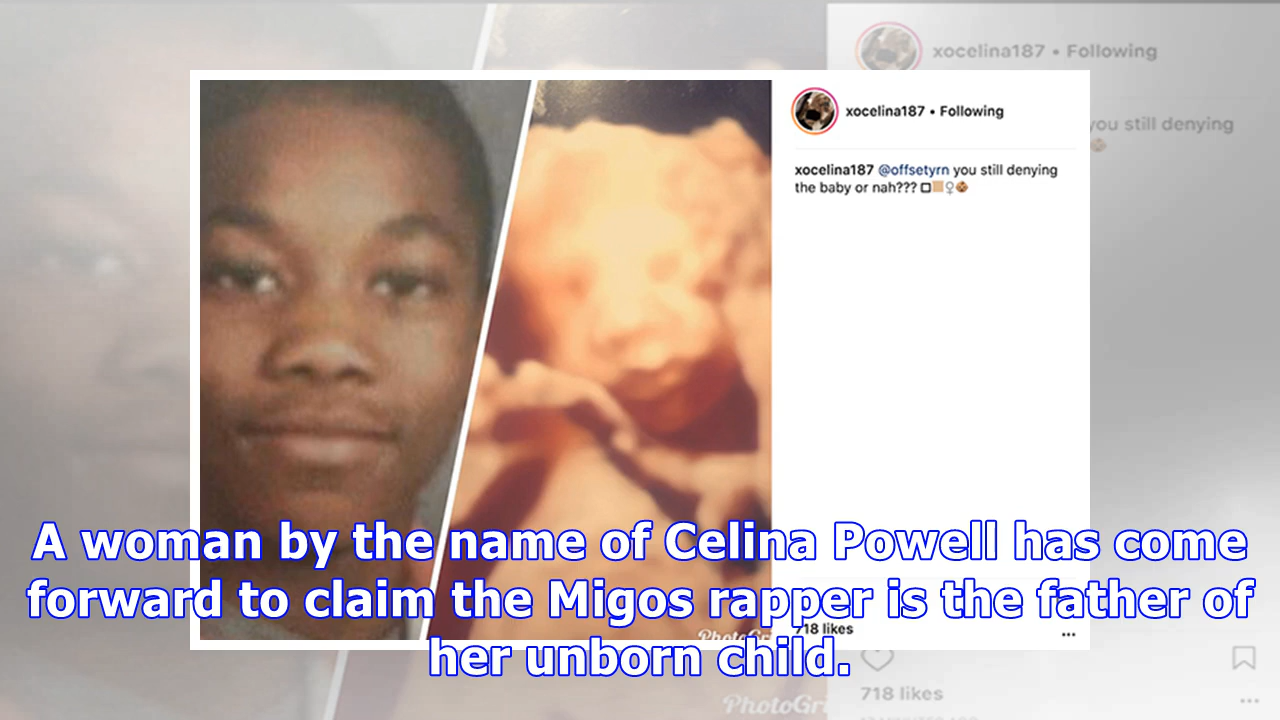 xocelina187 • Following
xocelina187 • Following
you still denying
xocelina187 @offsetyrn you still denying
the baby or nah???
A woman by the name of Celina Powell has come
forward to claim the Migos rapper is the father of
718 likes
her unborn child.
718 likes